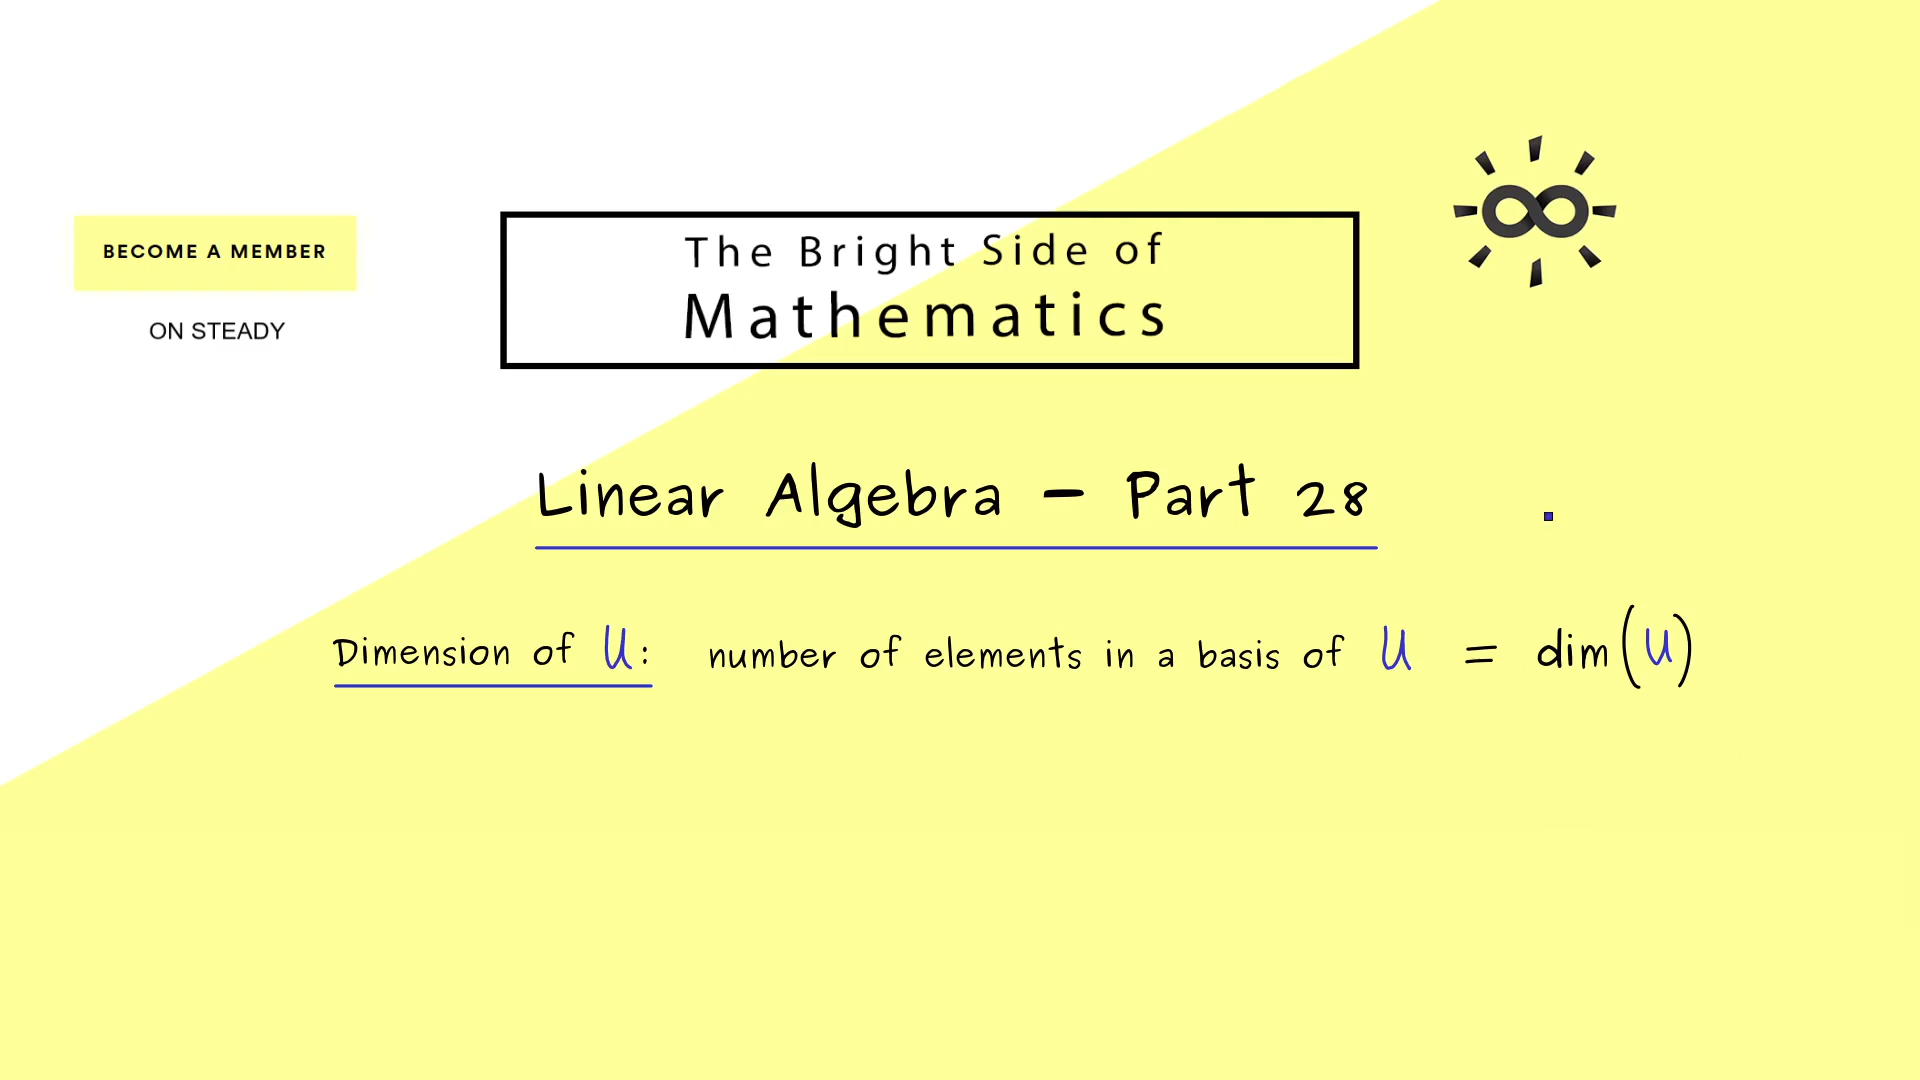 BECOME A MEMBER
ON STEADY
The Bright Side of
Mathematics
Linear Algebra – Part 28
Dimension of U: number of elements in a basis of U = dim(U)